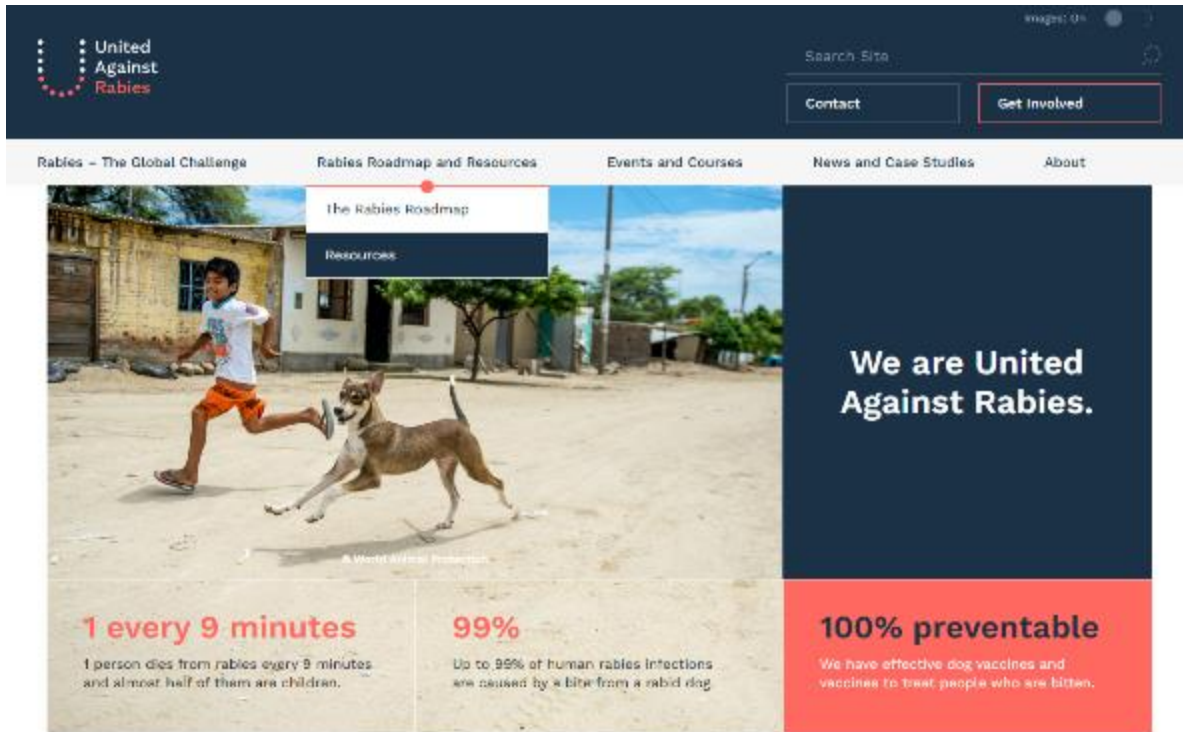 Images: On
United
Against
Rabies
Search Site
Contact
Get Involved
Rabies – The Global Challenge
Rabies Roadmap and Resources
Events and Courses
News and Case Studies
About
The Rabies Roadmap
Resources
We are United
Against Rabies.
© World Animal Protection
1 every 9 minutes
1 person dies from rabies every 9 minutes
and almost half of them are children.
99%
Up to 99% of human rabies infections
are caused by a bite from a rabid dog
100% preventable
We have effective dog vaccines and
vaccines to treat people who are bitten.